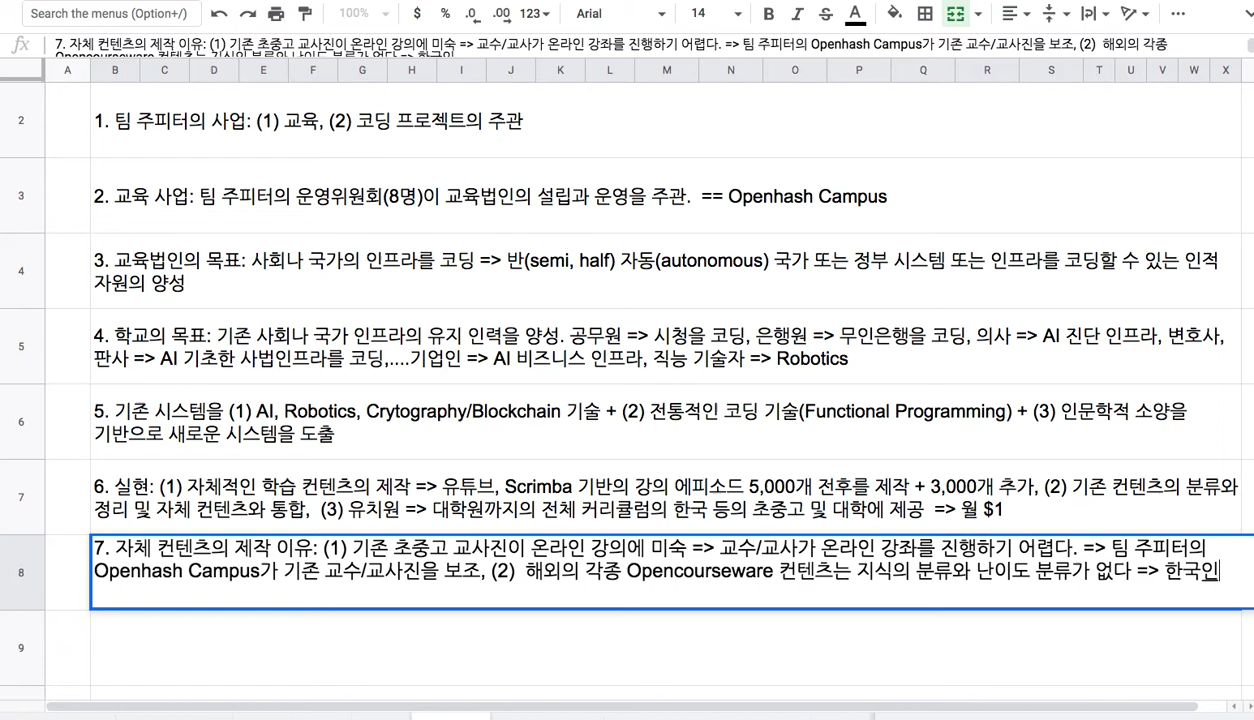 Search the menus (Option+/)
100%
$ % .0 .00 123
Arial
14
B I S A
fx
7. 자체 컨텐츠의 제작 이유: (1) 기존 초중고 교사진이 온라인 강의에 미숙 => 교수/교사가 온라인 강좌를 진행하기 어렵다. => 팀 주피터의 Openhash Campus가 기존 교수/교사진을 보조, (2) 해외의 각종
Opencourseware 컨텐츠는 지식의 분류와 난이도 분류가 없다 => 한국인
A B C D E F G H I J K L M N O P Q R S T U V W X
2
1. 팀 주피터의 사업: (1) 교육, (2) 코딩 프로젝트의 주관
3
2. 교육 사업: 팀 주피터의 운영위원회(8명)이 교육법인의 설립과 운영을 주관. == Openhash Campus
4
3. 교육법인의 목표: 사회나 국가의 인프라를 코딩 => 반(semi, half) 자동(autonomous) 국가 또는 정부 시스템 또는 인프라를 코딩할 수 있는 인적
자원의 양성
5
4. 학교의 목표: 기존 사회나 국가 인프라의 유지 인력을 양성. 공무원 => 시청을 코딩, 은행원 => 무인은행을 코딩, 의사 => AI 진단 인프라, 변호사,
판사 => AI 기초한 사법인프라를 코딩,....기업인 => AI 비즈니스 인프라, 직능 기술자 => Robotics
6
5. 기존 시스템을 (1) AI, Robotics, Crytography/Blockchain 기술 + (2) 전통적인 코딩 기술(Functional Programming) + (3) 인문학적 소양을
기반으로 새로운 시스템을 도출
7
6. 실현: (1) 자체적인 학습 컨텐츠의 제작 => 유튜브, Scrimba 기반의 강의 에피소드 5,000개 전후를 제작 + 3,000개 추가, (2) 기존 컨텐츠의 분류와
정리 및 자체 컨텐츠와 통합, (3) 유치원 => 대학원까지의 전체 커리큘럼의 한국 등의 초중고 및 대학에 제공 => 월 $1
8
7. 자체 컨텐츠의 제작 이유: (1) 기존 초중고 교사진이 온라인 강의에 미숙 => 교수/교사가 온라인 강좌를 진행하기 어렵다. => 팀 주피터의
Openhash Campus가 기존 교수/교사진을 보조, (2) 해외의 각종 Opencourseware 컨텐츠는 지식의 분류와 난이도 분류가 없다 => 한국인
9